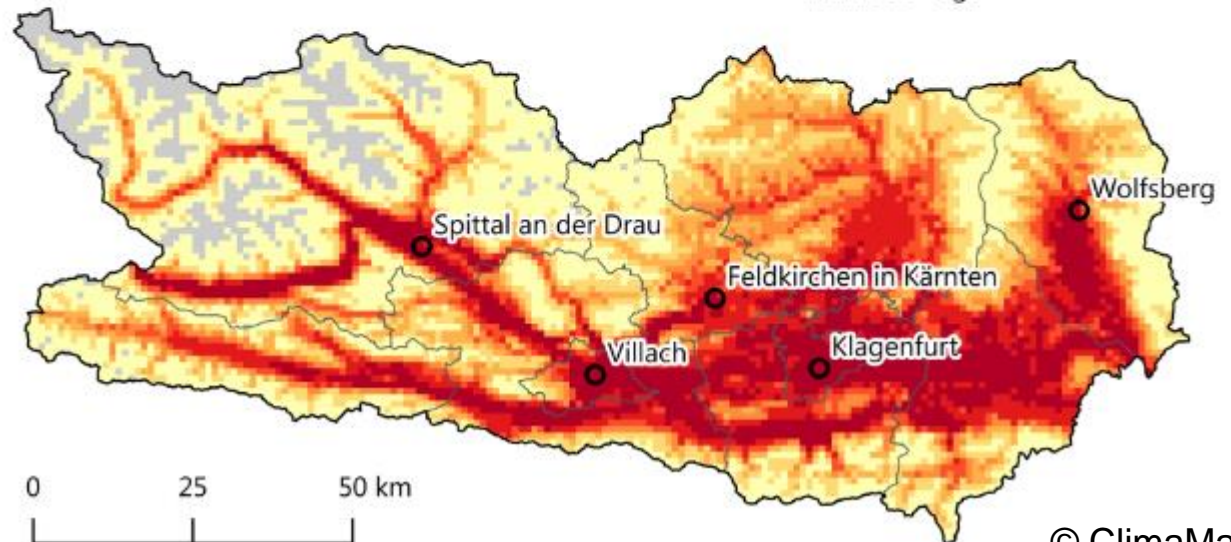 Wolfsberg
Spittal an der Drau
Feldkirchen in Kärnten
Villach
Klagenfurt
0 25 50 km